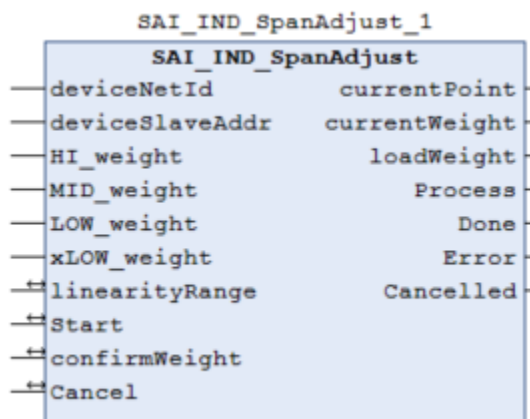 SAI_IND_SpanAdjust_1
SAI_IND_SpanAdjust
deviceNetId currentPoint
deviceSlaveAddr currentWeight
HI_weight loadWeight
MID_weight Process
LOW_weight Done
xLOW_weight Error
linearityRange Cancelled
Start
confirmWeight
Cancel